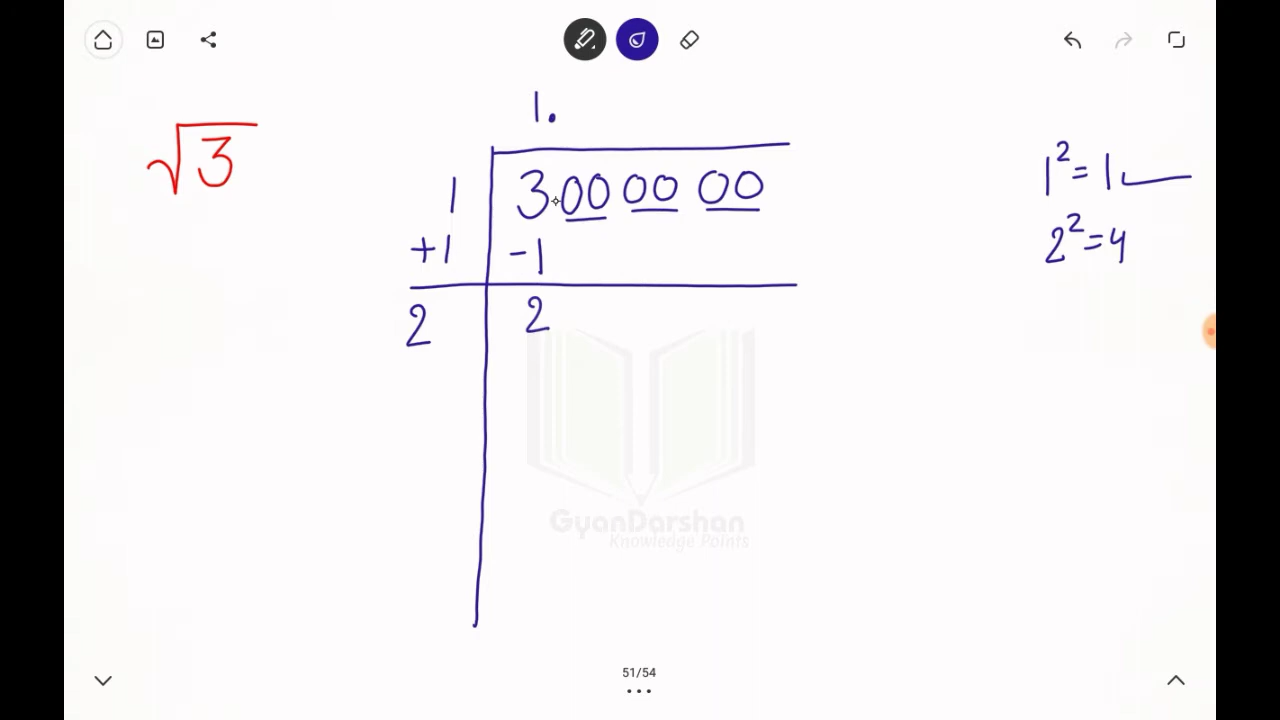 1.
√3
1 3.00 00 00
+1 -1
2 2
1² = 1
2² = 4
GyanDarshan
Knowledge Points
51/54